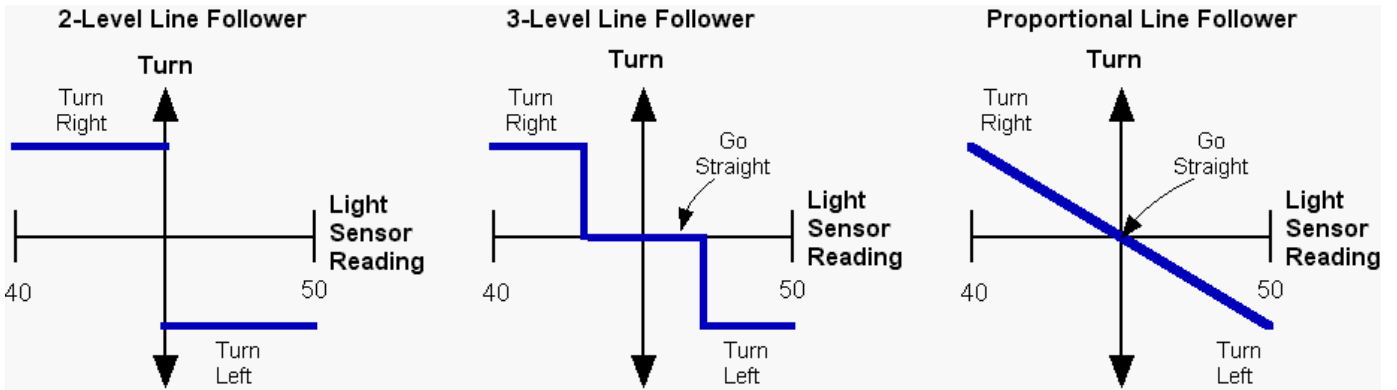 2-Level Line Follower
Turn
Turn
Right
Light
Sensor
Reading
40
50
Turn
Left
3-Level Line Follower
Turn
Turn
Right
Go
Straight
Light
Sensor
Reading
40
50
Turn
Left
Proportional Line Follower
Turn
Turn
Right
Go
Straight
Light
Sensor
Reading
40
50
Turn
Left